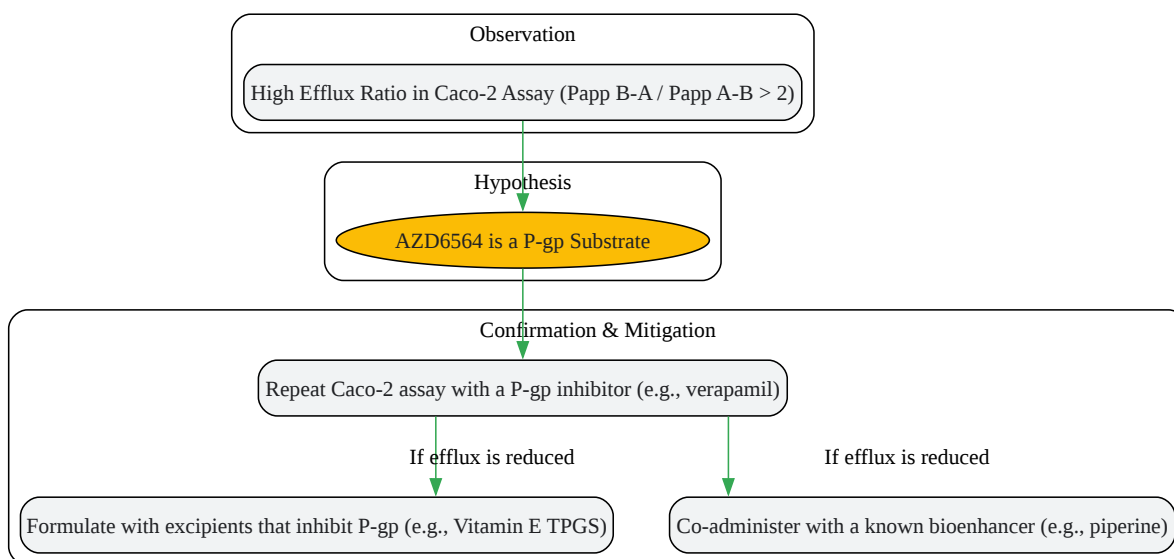 Observation
High Efflux Ratio in Caco-2 Assay (Papp B-A / Papp A-B > 2)
Hypothesis
AZD6564 is a P-gp Substrate
Confirmation & Mitigation
Repeat Caco-2 assay with a P-gp inhibitor (e.g., verapamil)
If efflux is reduced
If efflux is reduced
Formulate with excipients that inhibit P-gp (e.g., Vitamin E TPGS)
Co-administer with a known bioenhancer (e.g., piperine)